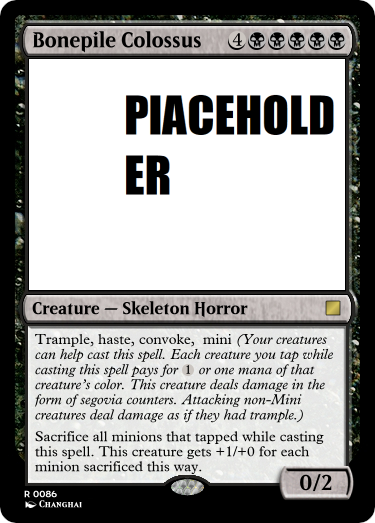 Bonepile Colossus 4
PIACEHOLD
ER
Creature — Skeleton Horror
Trample, haste, convoke, mini (Your creatures
can help cast this spell. Each creature you tap while
casting this spell pays for 1 or one mana of that
creature's color. This creature deals damage in the
form of segovia counters. Attacking non-Mini
creatures deal damage as if they had trample.)
Sacrifice all minions that tapped while casting
this spell. This creature gets +1/+0 for each
minion sacrificed this way.
0/2
R 0086
CHANGHAI